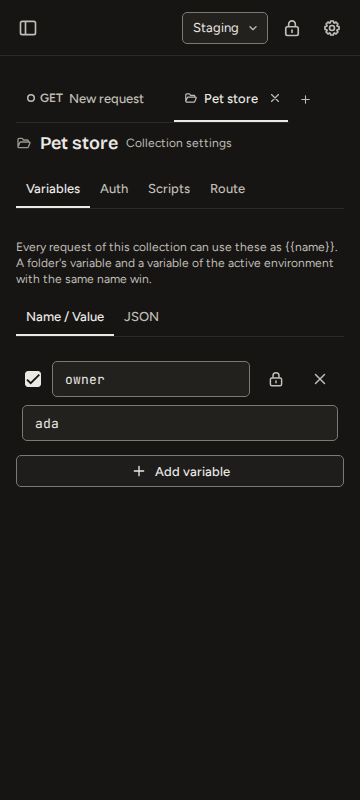 Staging
GET New request
Pet store
Pet store Collection settings
Variables Auth Scripts Route
Every request of this collection can use these as {{name}}.
A folder's variable and a variable of the active environment
with the same name win.
Name / Value JSON
owner
ada
Add variable